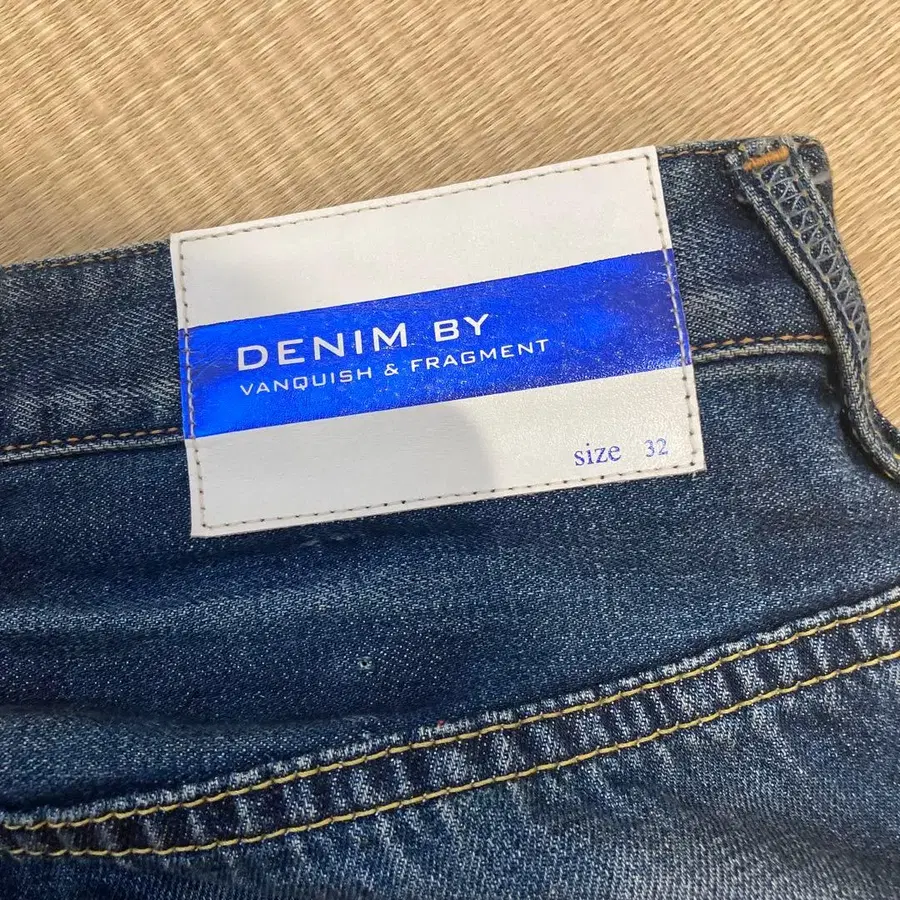 DENIM BY
VANQUISH & FRAGMENT
size 32